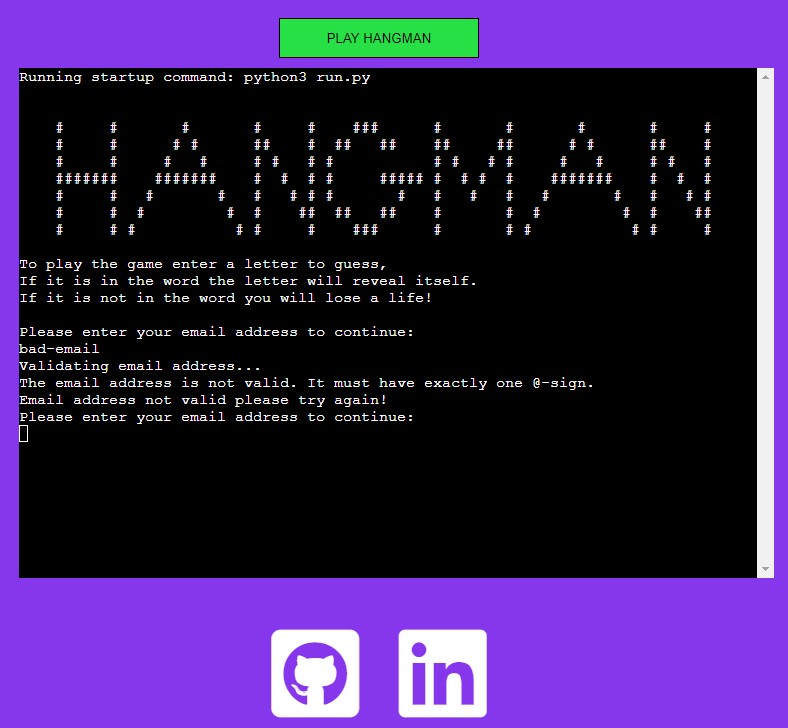 PLAY HANGMAN
Running startup command: python3 run.py
HANGMAN
To play the game enter a letter to guess,
If it is in the word the letter will reveal itself.
If it is not in the word you will lose a life!
Please enter your email address to continue:
bad-email
Validating email address...
The email address is not valid. It must have exactly one @-sign.
Email address not valid please try again!
Please enter your email address to continue:
in